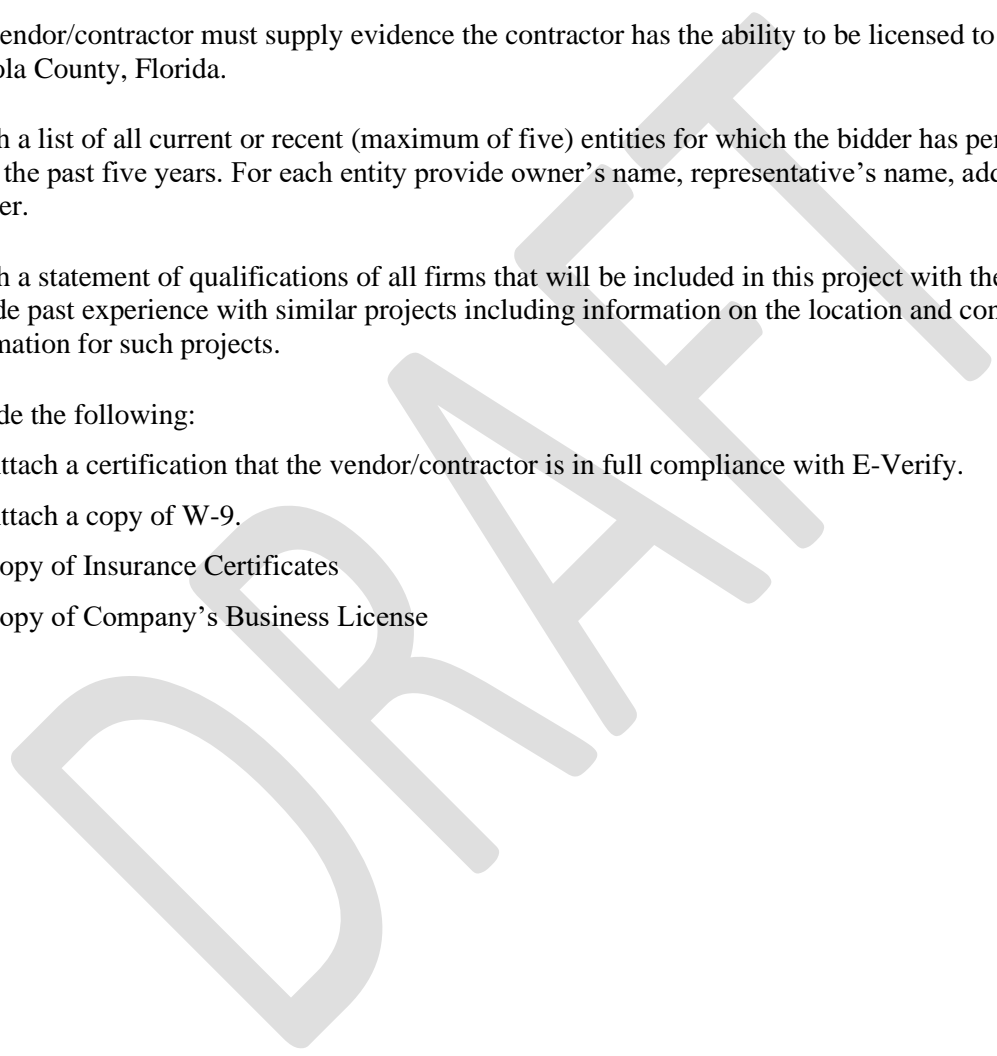 endor/contractor must supply evidence the contractor has the ability to be licensed to
ola County, Florida.
h a list of all current or recent (maximum of five) entities for which the bidder has per
the past five years. For each entity provide owner’s name, representative’s name, add
er.
h a statement of qualifications of all firms that will be included in this project with the
de past experience with similar projects including information on the location and con
mation for such projects.
de the following:
ttach a certification that the vendor/contractor is in full compliance with E-Verify.
ttach a copy of W-9.
opy of Insurance Certificates
opy of Company’s Business License
DRAFT